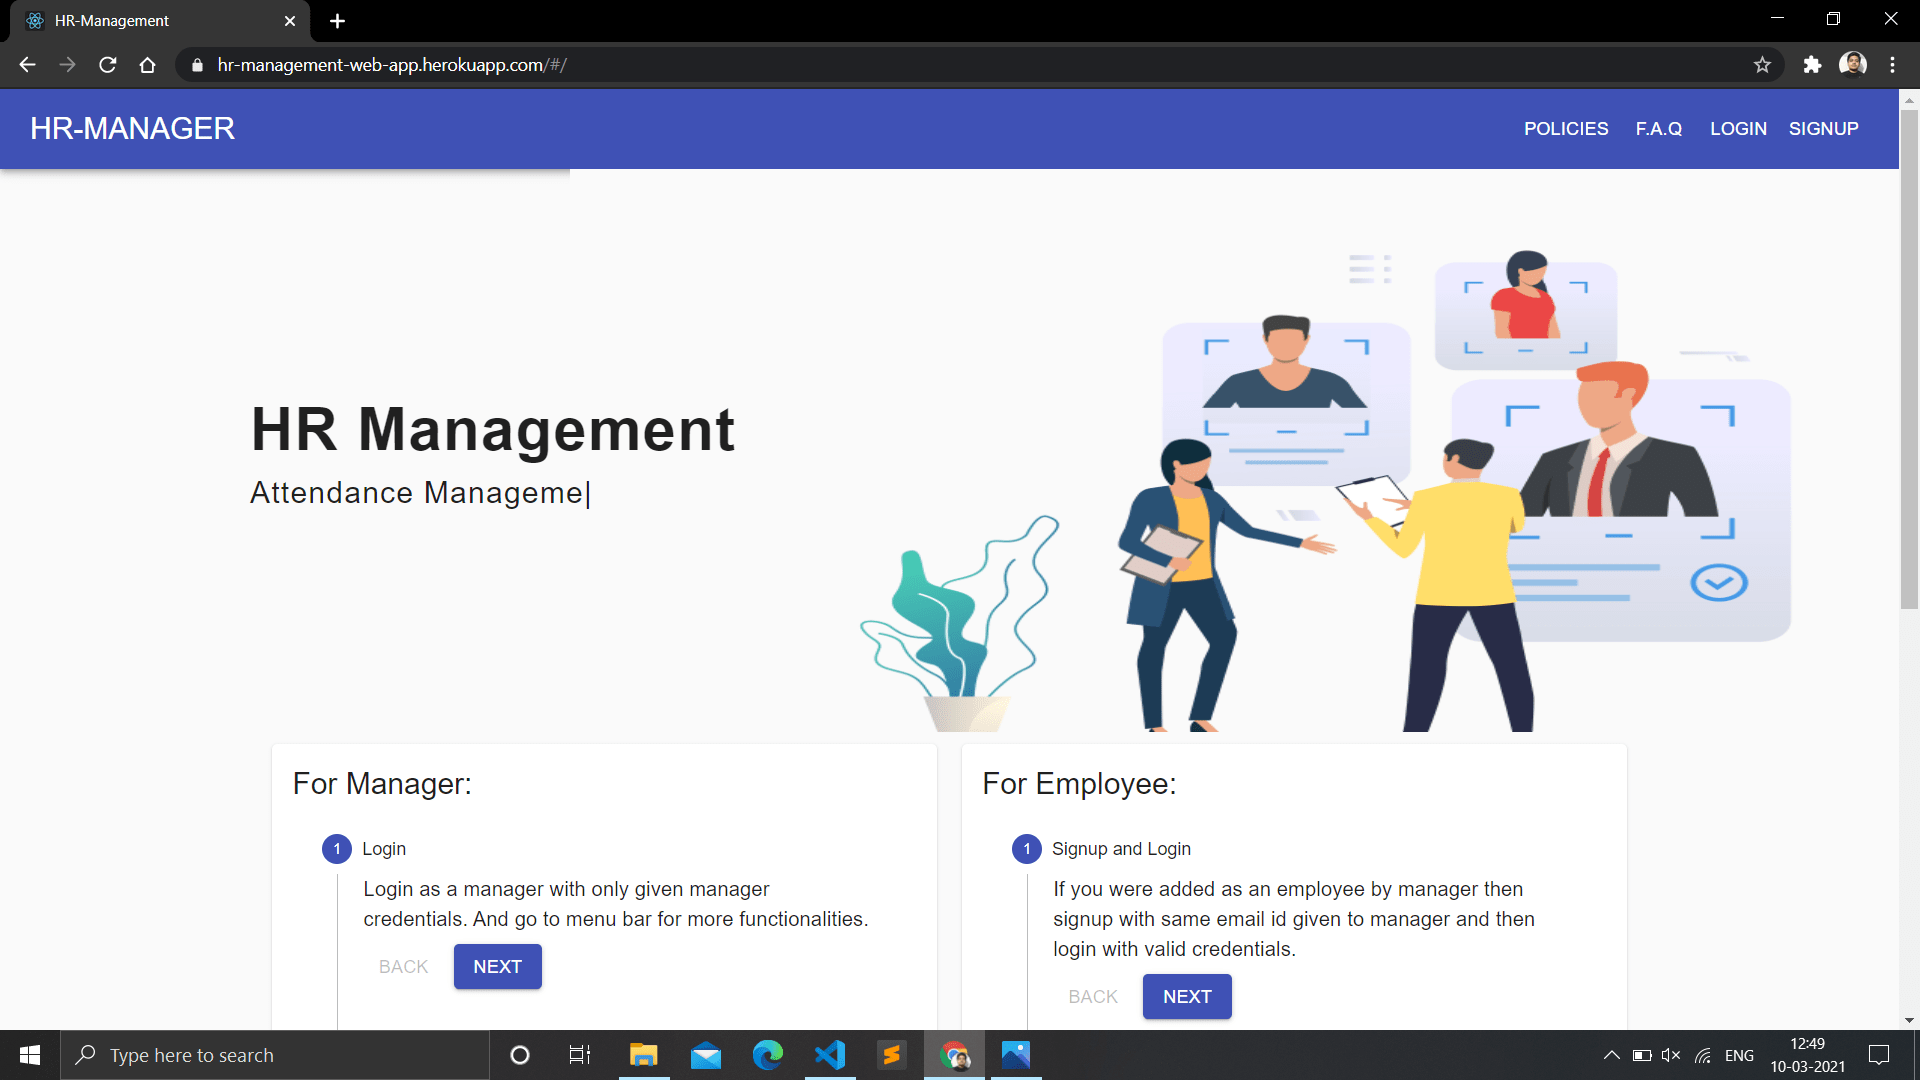 HR-Management
hr-management-web-app.herokuapp.com/#/
HR-MANAGER
POLICIES F.A.Q LOGIN SIGNUP
HR Management
Attendance Manageme|
For Manager:
1 Login
Login as a manager with only given manager
credentials. And go to menu bar for more functionalities.
BACK NEXT
For Employee:
1 Signup and Login
If you were added as an employee by manager then
signup with same email id given to manager and then
login with valid credentials.
BACK NEXT
Type here to search
ENG
12:49
10-03-2021